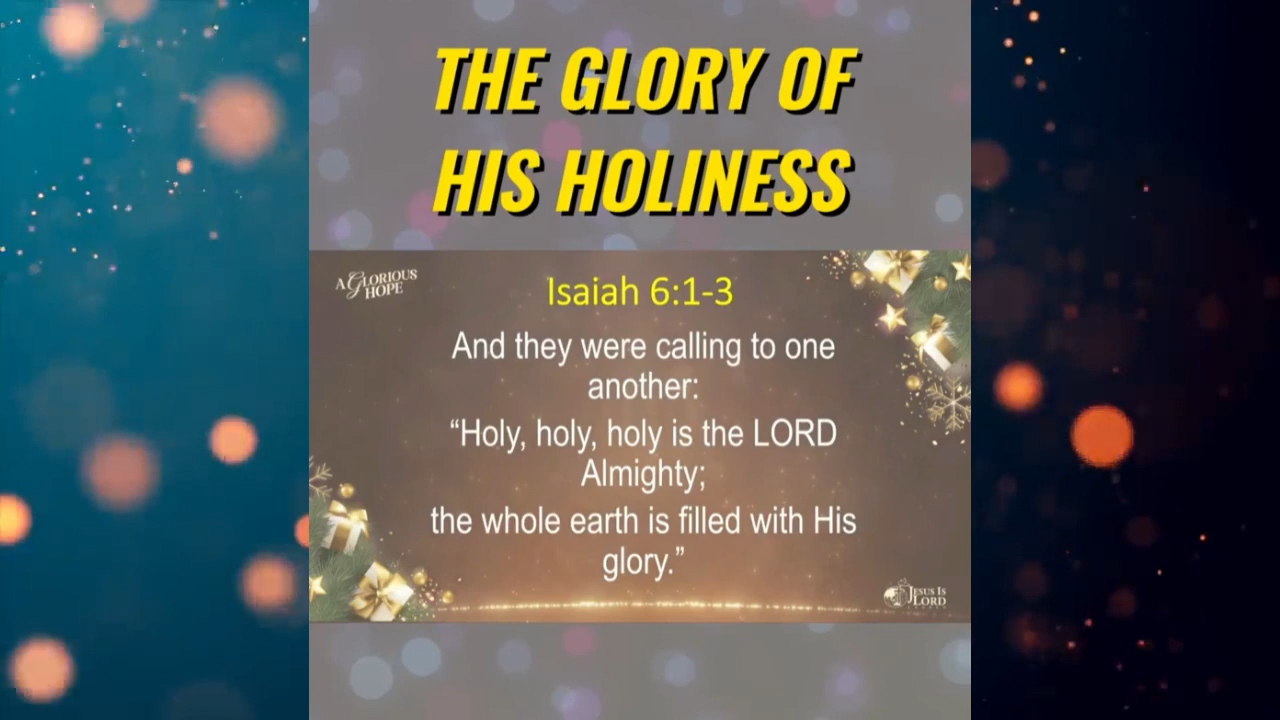 THE GLORY OF
HIS HOLINESS
A GLORIOUS
HOPE
Isaiah 6:1-3
And they were calling to one
another:
“Holy, holy, holy is the LORD
Almighty;
the whole earth is filled with His
glory.”
JESUS IS
LORD